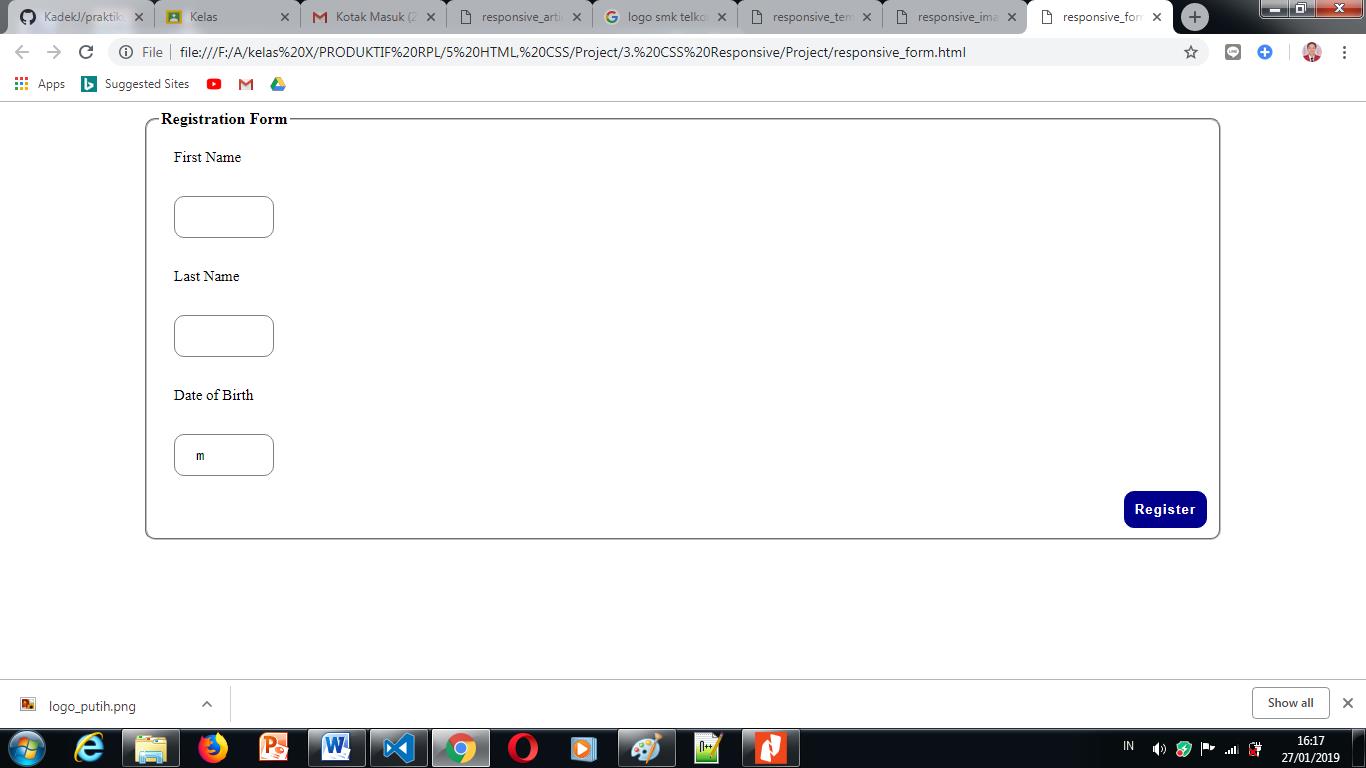 KadekJ/praktik
Kelas
Kotak Masuk (2
responsive_arti
logo smk telko
responsive_tem
responsive_ima
responsive_for
File
file:///F:/A/kelas%20X/PRODUKTIF%20RPL/5%20HTML.%20CSS/Project/3.%20CSS%20Responsive/Project/responsive_form.html
Apps
Suggested Sites
Registration Form
First Name
Last Name
Date of Birth
m
Register
logo_putih.png
Show all
IN
16:17
27/01/2019